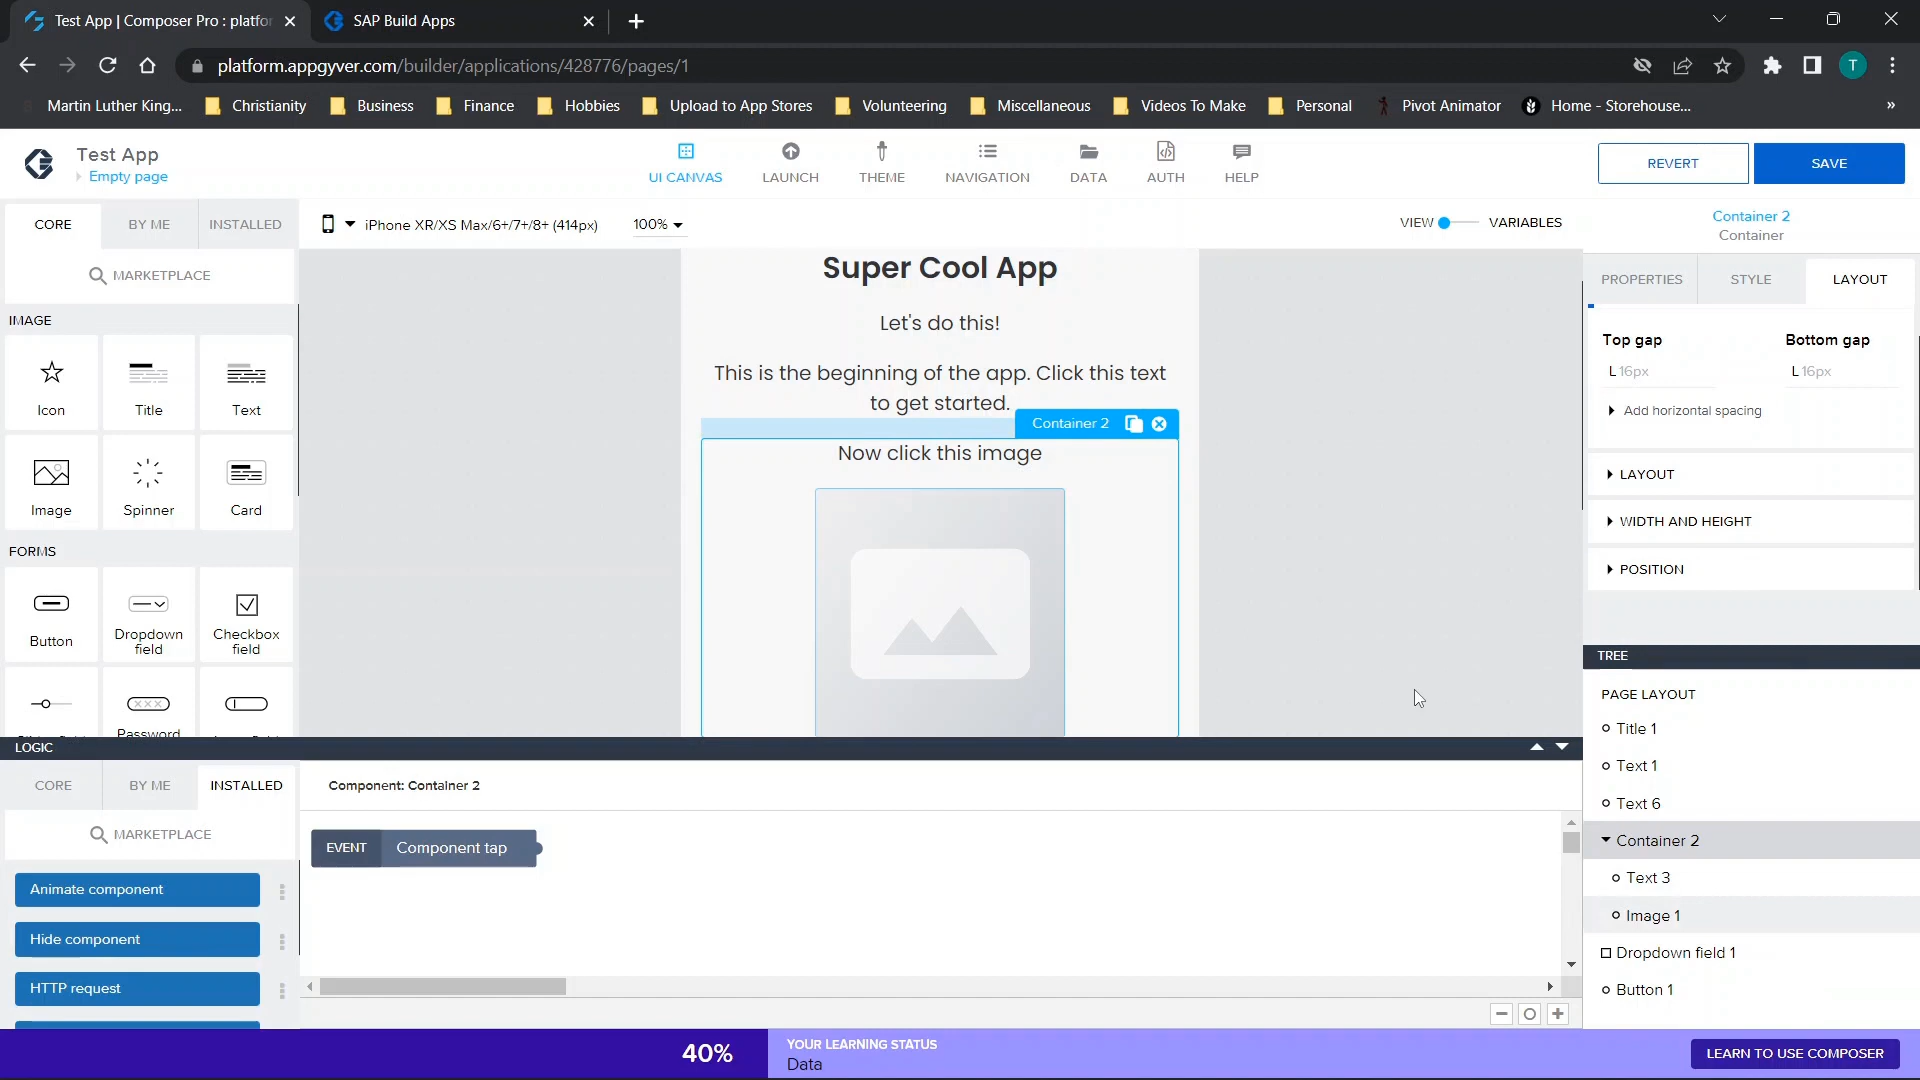 Test App | Composer Pro : platfo
SAP Build Apps
platform.appgyver.com/builder/applications/428776/pages/1
T
Martin Luther King...
Christianity
Business
Finance
Hobbies
Upload to App Stores
Volunteering
Miscellaneous
Videos To Make
Personal
Pivot Animator
Home - Storehouse...
»
Test App
Empty page
UI CANVAS
LAUNCH
THEME
NAVIGATION
DATA
AUTH
HELP
REVERT
SAVE
CORE
BY ME
INSTALLED
iPhone XR/XS Max/6+/7+/8+ (414px)
100%
VIEW
VARIABLES
Container 2
Container
MARKETPLACE
PROPERTIES
STYLE
LAYOUT
IMAGE
Icon
Title
Text
Image
Spinner
Card
FORMS
Button
Dropdown
field
Checkbox
field
Password
Super Cool App
Let's do this!
This is the beginning of the app. Click this text
to get started.
Container 2
Now click this image
Top gap
Bottom gap
L 16px
L 16px
Add horizontal spacing
LAYOUT
WIDTH AND HEIGHT
POSITION
TREE
PAGE LAYOUT
Title 1
Text 1
Text 6
Container 2
Text 3
Image 1
Dropdown field 1
Button 1
LOGIC
CORE
BY ME
INSTALLED
Component: Container 2
MARKETPLACE
EVENT
Component tap
Animate component
Hide component
HTTP request
40%
YOUR LEARNING STATUS
Data
LEARN TO USE COMPOSER